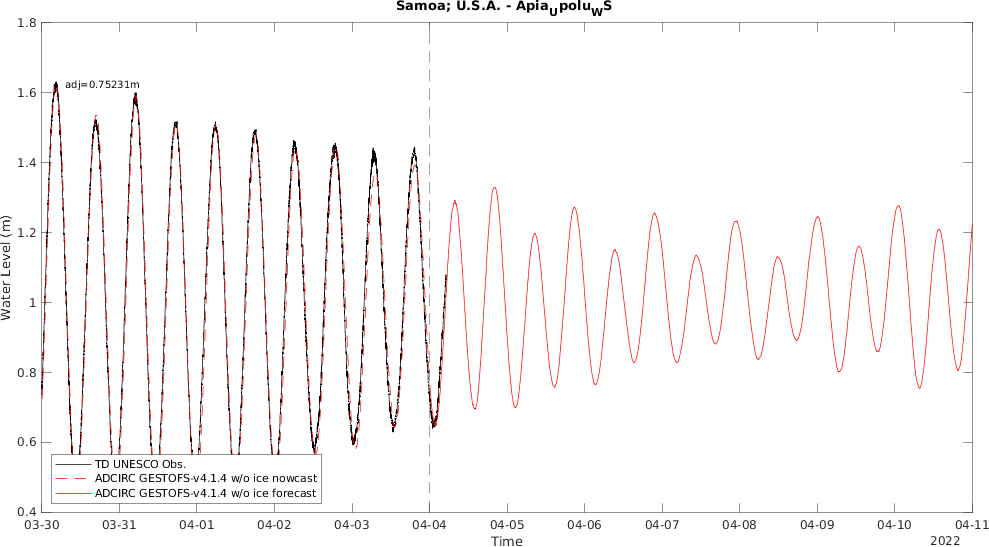 Samoa; U.S.A. - ApiaUpoluWS
1.8
1.6
1.4
1.2
1
0.8
0.6
0.4
Water Level (m)
adj=0.75231m
TD UNESCO Obs.
ADCIRC GESTOFS-v4.1.4 w/o ice nowcast
ADCIRC GESTOFS-v4.1.4 w/o ice forecast
03-30 03-31 04-01 04-02 04-03 04-04 04-05 04-06 04-07 04-08 04-09 04-10 04-11
Time
2022